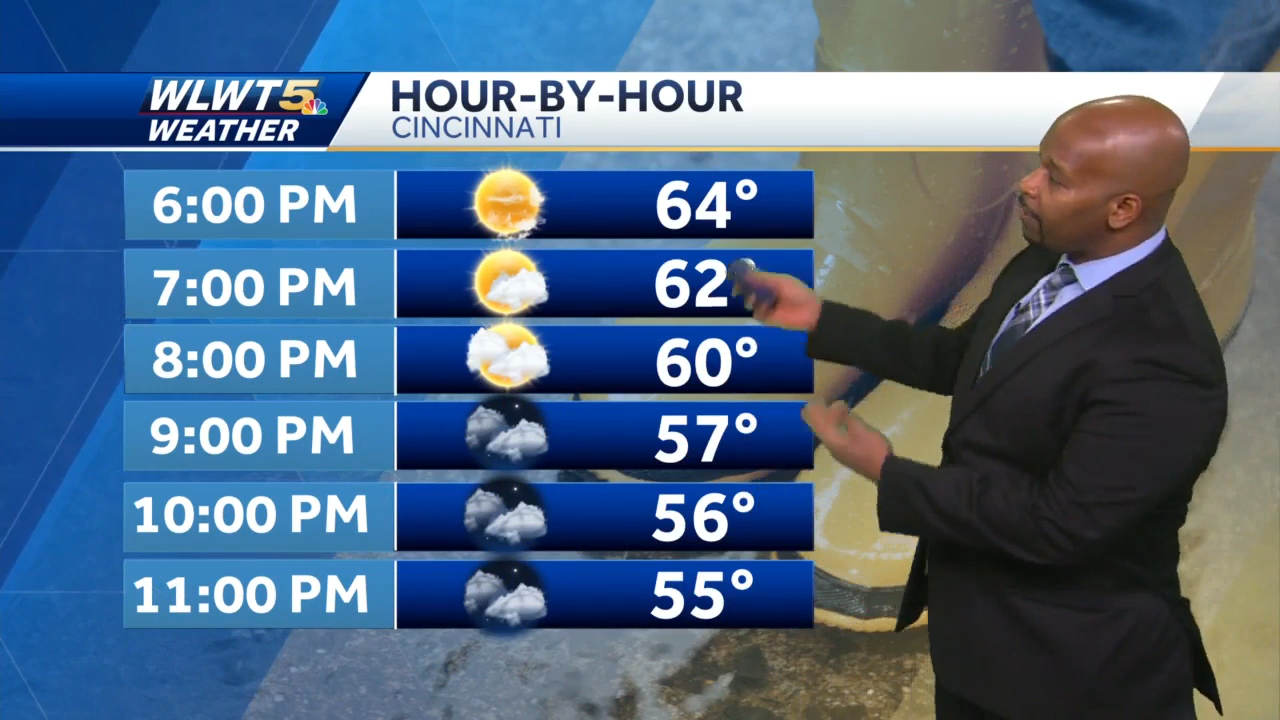 WLWT5
WEATHER
HOUR-BY-HOUR
CINCINNATI
6:00 PM 64°
7:00 PM 62°
8:00 PM 60°
9:00 PM 57°
10:00 PM 56°
11:00 PM 55°